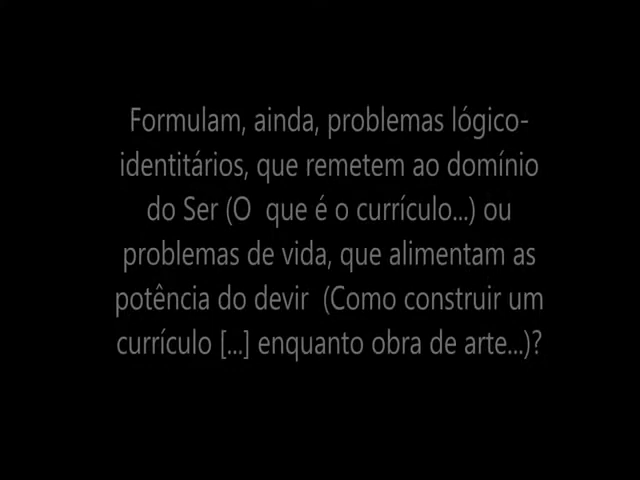 Formulam, ainda, problemas lógico-
identitários, que remetem ao domínio
do Ser (O  que é o currículo...) ou
problemas de vida, que alimentam as
potência do devir  (Como construir um
currículo [...] enquanto obra de arte...)?